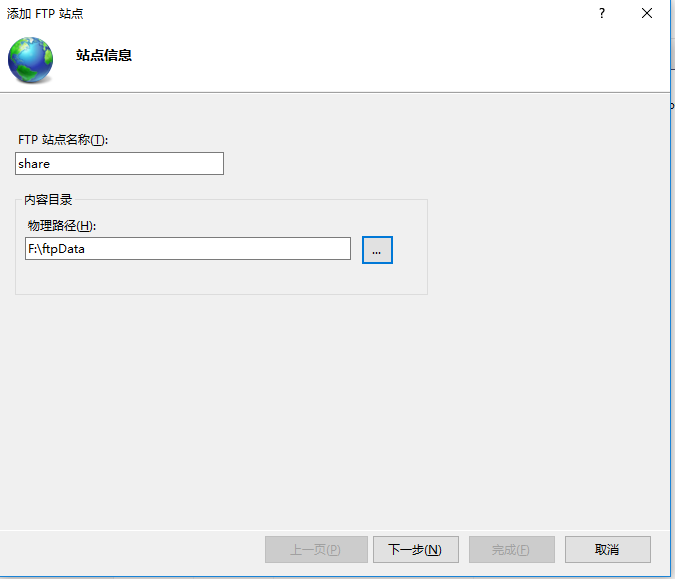 添加 FTP 站点
?
站点信息
FTP 站点名称(T):
share
内容目录
物理路径(H):
F:\ftpData
...
上一页(P) 下一步(N) 完成(F) 取消